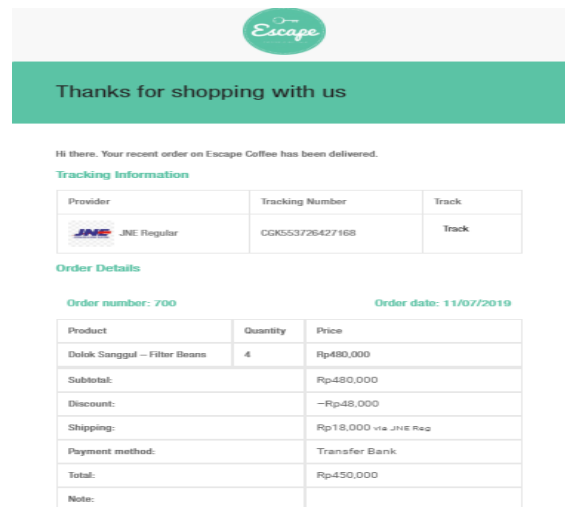 Escape
Thanks for shopping with us
Hi there. Your recent order on Escape Coffee has been delivered.
Tracking Information
Provider Tracking Number Track
JNE JNE Regular CGK553726427168 Track
Order Details
Order number: 700 Order date: 11/07/2019
Product Quantity Price
Dolok Sanggul – Filter Beans 4 Rp480,000
Subtotal: Rp480,000
Discount: −Rp48,000
Shipping: Rp18,000 via JNE Reg
Payment method: Transfer Bank
Total: Rp450,000
Note: